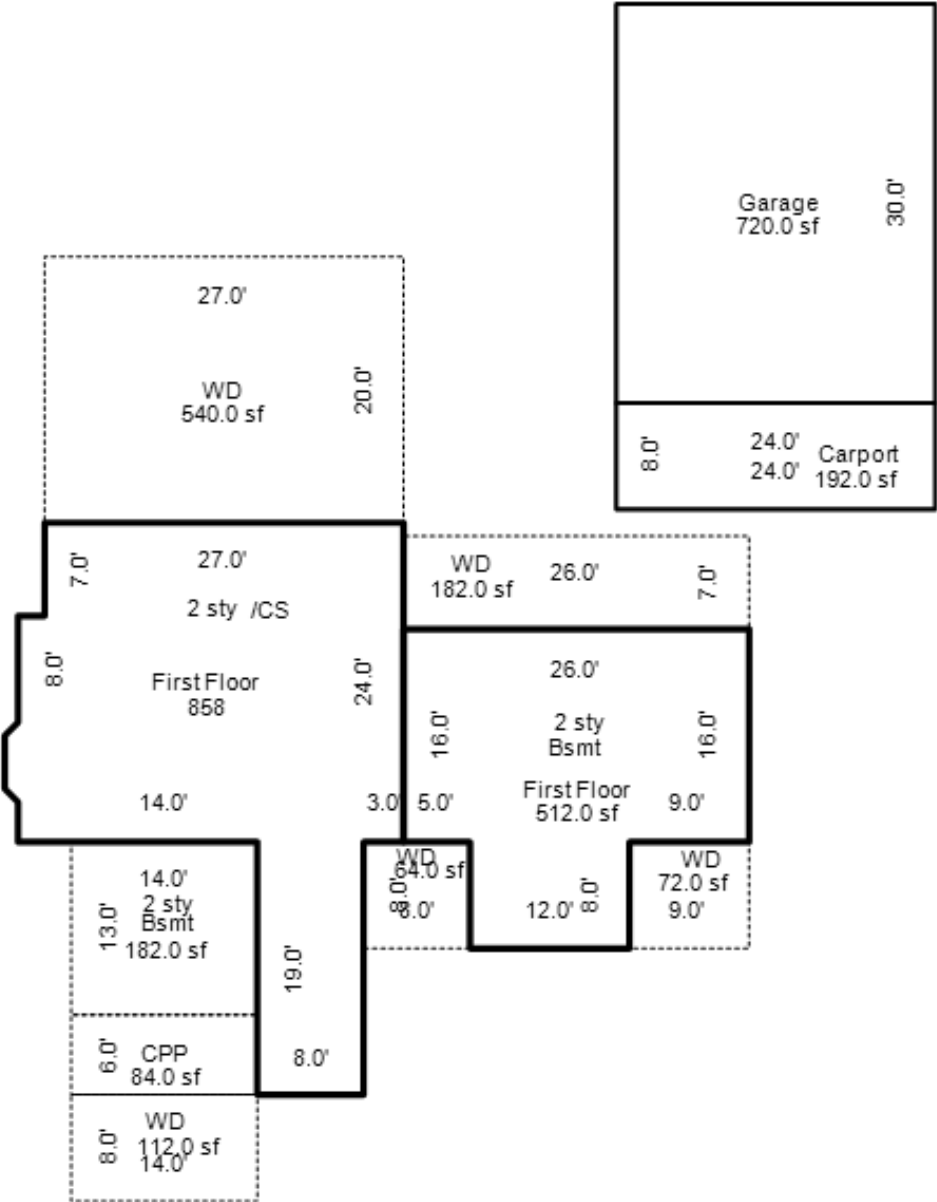 Garage
720.0 sf
30.0'
8.0'
24.0'
24.0'
Carport
192.0 sf
27.0'
WD
540.0 sf
20.0'
7.0'
27.0'
2 sty /CS
8.0'
First Floor
858
24.0'
14.0'
3.0'
WD
182.0 sf
26.0'
7.0'
26.0'
16.0'
2 sty
Bsmt
16.0'
First Floor
512.0 sf
5.0'
9.0'
WD
64.0 sf
8.0'
8.0'
12.0'
8.0'
WD
72.0 sf
9.0'
14.0'
2 sty
Bsmt
182.0 sf
13.0'
19.0'
8.0'
6.0'
CPP
84.0 sf
WD
112.0 sf
14.0'
8.0'